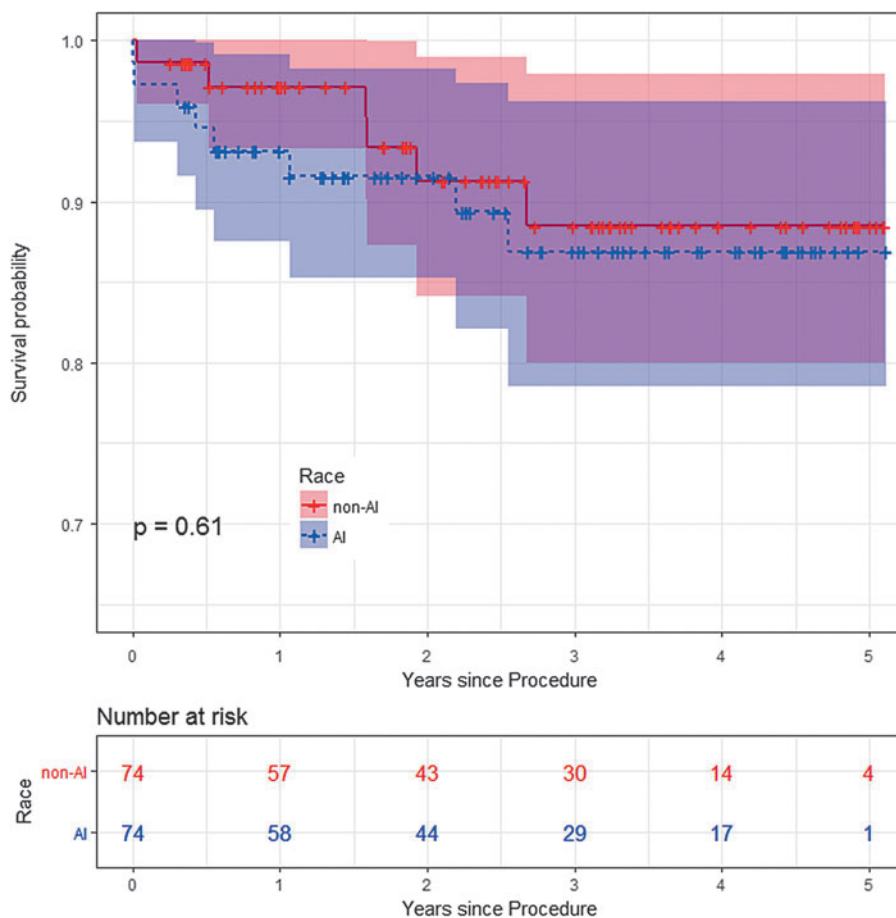 1.0
0.9
0.8
0.7
Survival probability
Race
non-AI
AI
p = 0.61
0 1 2 3 4 5
Years since Procedure
Number at risk
Race
non-AI 74 57 43 30 14 4
AI 74 58 44 29 17 1
0 1 2 3 4 5
Years since Procedure